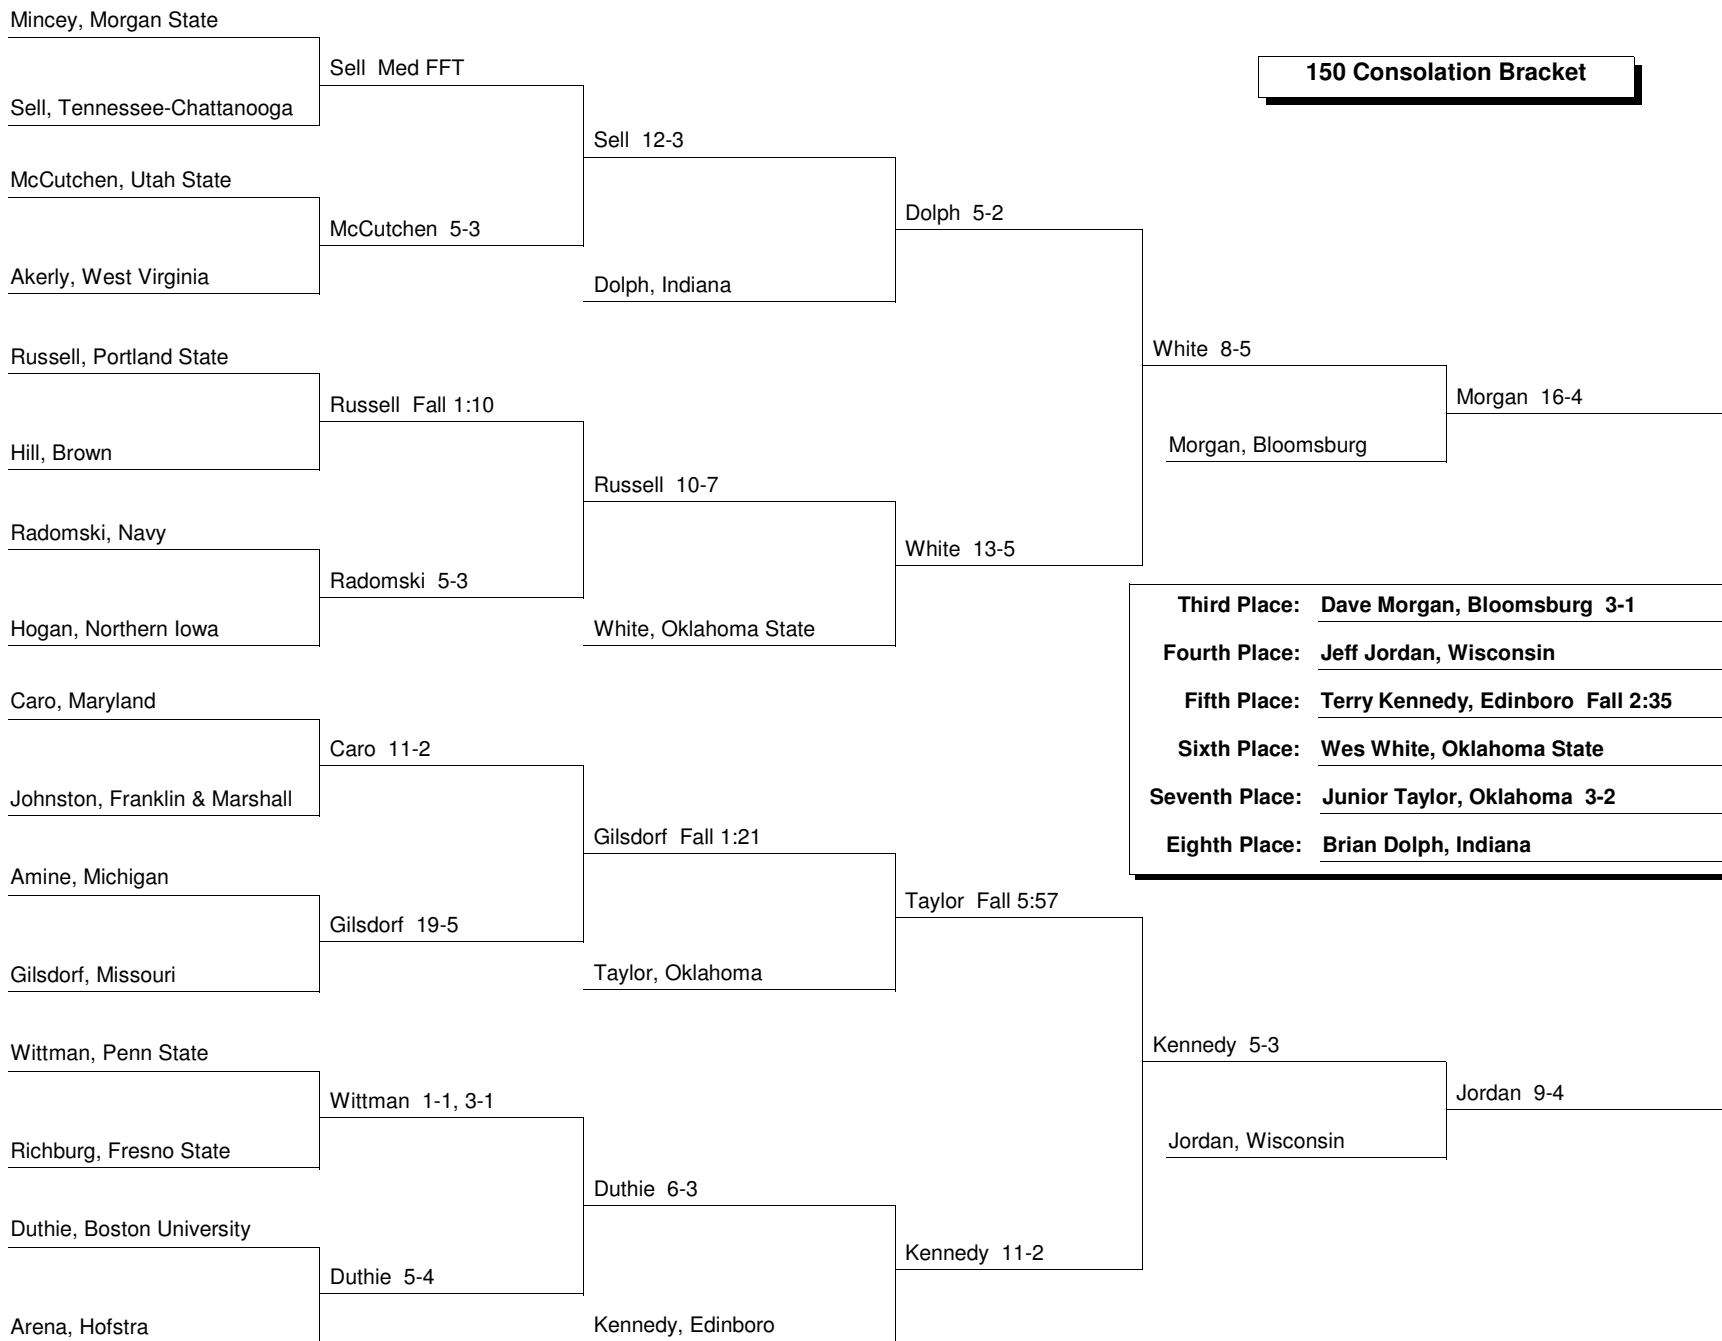 150 Consolation Bracket
Mincey, Morgan State
Sell, Tennessee-Chattanooga
McCutchen, Utah State
Akerly, West Virginia
Russell, Portland State
Hill, Brown
Radomski, Navy
Hogan, Northern Iowa
Caro, Maryland
Johnston, Franklin & Marshall
Amine, Michigan
Gilsdorf, Missouri
Wittman, Penn State
Richburg, Fresno State
Duthie, Boston University
Arena, Hofstra
Sell Med FFT
McCutchen 5-3
Russell Fall 1:10
Radomski 5-3
Caro 11-2
Gilsdorf 19-5
Wittman 1-1, 3-1
Duthie 5-4
Sell 12-3
Dolph, Indiana
Russell 10-7
White, Oklahoma State
Gilsdorf Fall 1:21
Taylor, Oklahoma
Duthie 6-3
Kennedy, Edinboro
Dolph 5-2
White 13-5
Taylor Fall 5:57
Kennedy 11-2
White 8-5
Morgan, Bloomsburg
Kennedy 5-3
Jordan, Wisconsin
Morgan 16-4
Jordan 9-4
Third Place: Dave Morgan, Bloomsburg 3-1
Fourth Place: Jeff Jordan, Wisconsin
Fifth Place: Terry Kennedy, Edinboro Fall 2:35
Sixth Place: Wes White, Oklahoma State
Seventh Place: Junior Taylor, Oklahoma 3-2
Eighth Place: Brian Dolph, Indiana